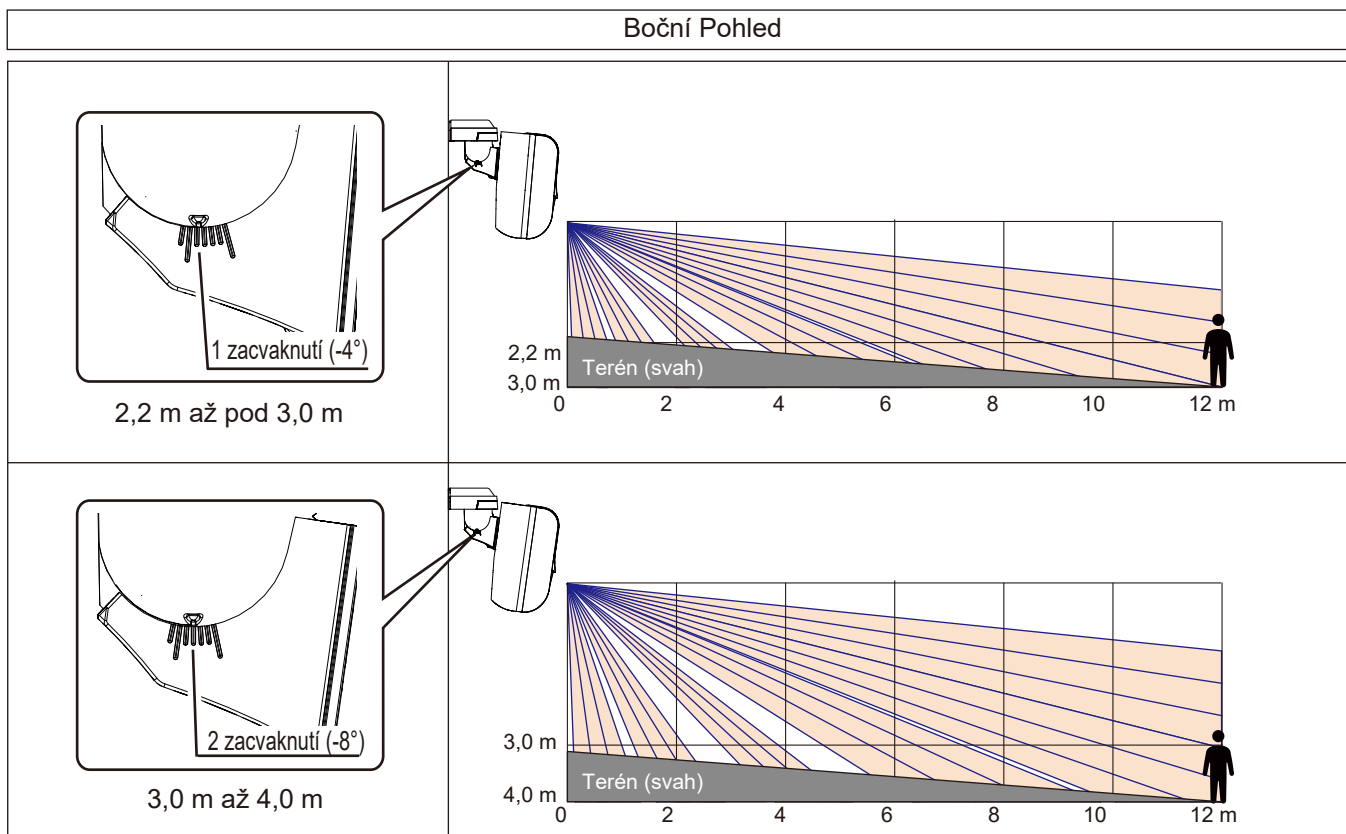 Boční Pohled
1 zacvaknutí (-4°)
2,2 m až pod 3,0 m
2,2 m
3,0 m
Terén (svah)
0 2 4 6 8 10 12 m
2 zacvaknutí (-8°)
3,0 m až 4,0 m
3,0 m
4,0 m
Terén (svah)
0 2 4 6 8 10 12 m